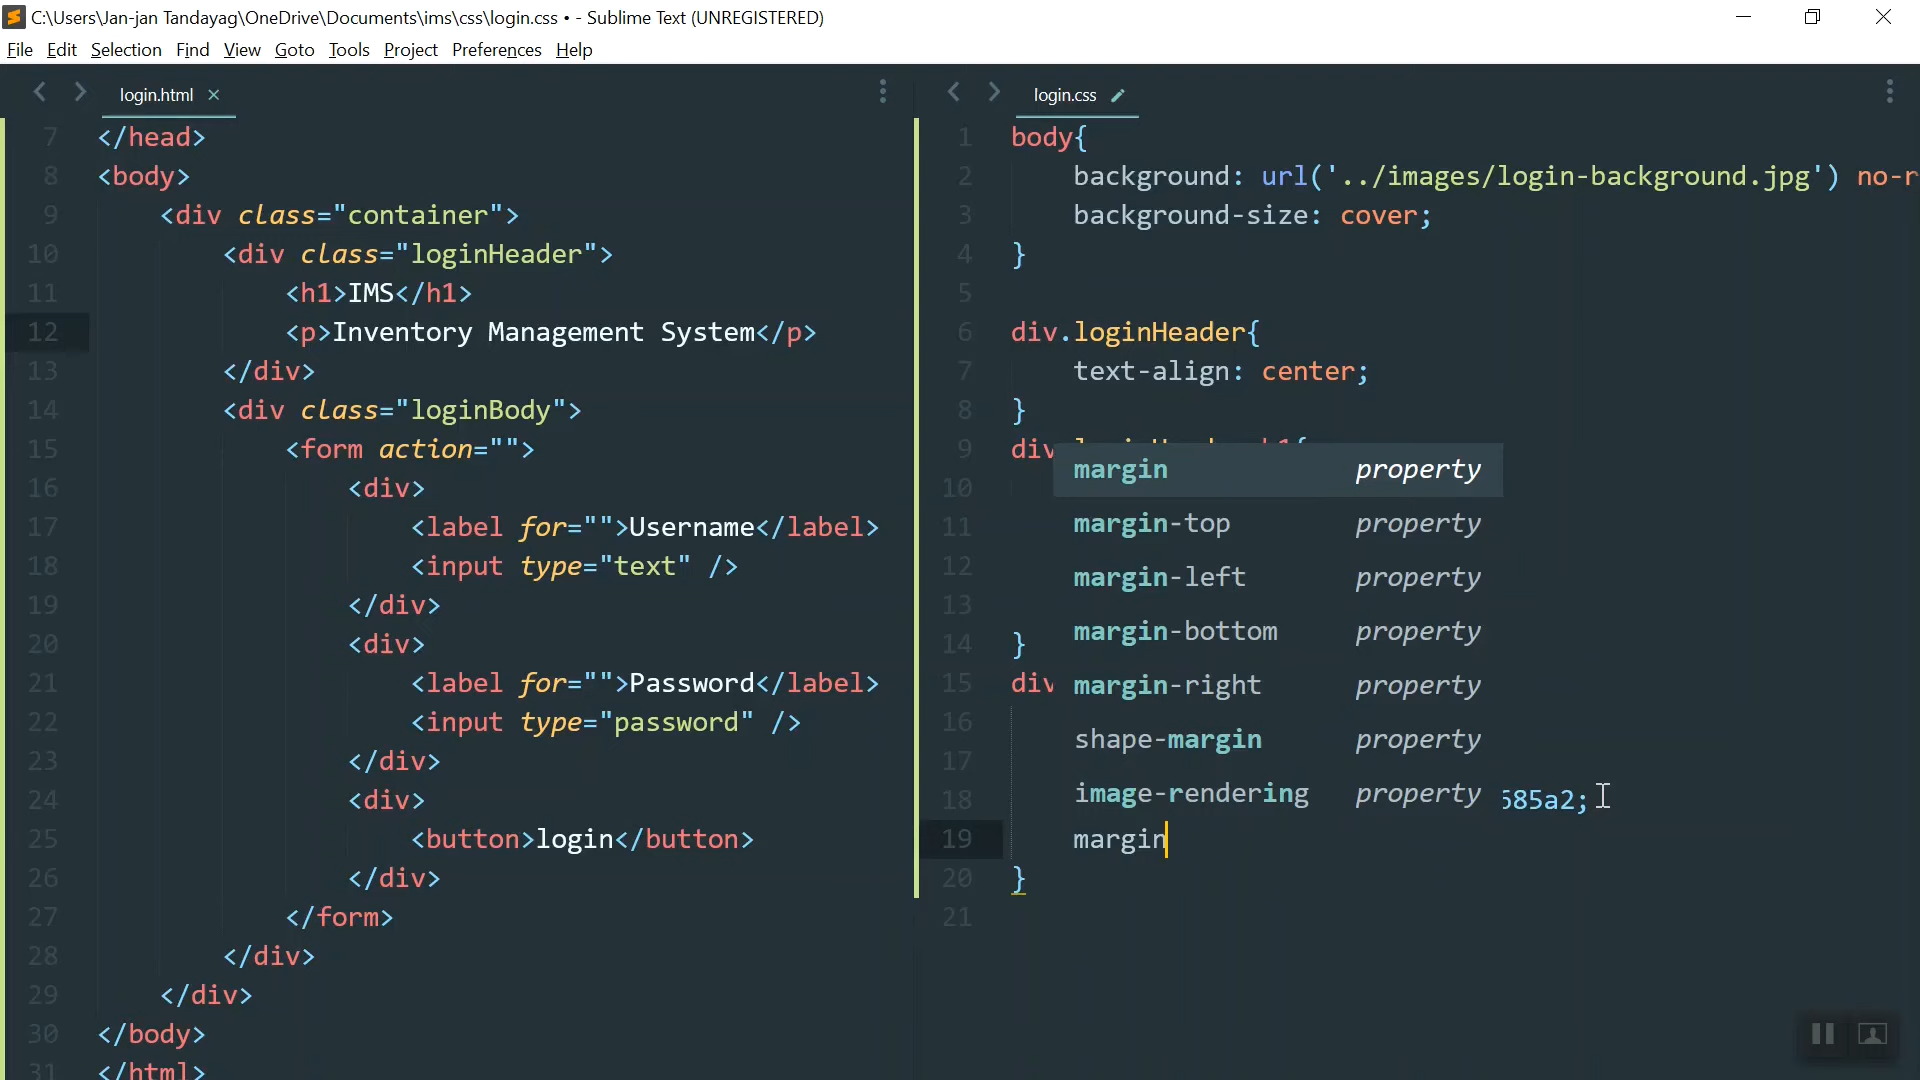 C:\Users\Jan-jan Tandayag\OneDrive\Documents\ims\css\login.css • - Sublime Text (UNREGISTERED)
File Edit Selection Find View Goto Tools Project Preferences Help
login.html
7 </head>
8 <body>
9 <div class="container">
10 <div class="loginHeader">
11 <h1>IMS</h1>
12 <p>Inventory Management System</p>
13 </div>
14 <div class="loginBody">
15 <form action="">
16 <div>
17 <label for="">Username</label>
18 <input type="text" />
19 </div>
20 <div>
21 <label for="">Password</label>
22 <input type="password" />
23 </div>
24 <div>
25 <button>login</button>
26 </div>
27 </form>
28 </div>
29 </div>
30 </body>
31 </html>
login.css
1 body{
2 background: url('../images/login-background.jpg') no-r
3 background-size: cover;
4 }
5
6 div.loginHeader{
7 text-align: center;
8 }
9 div
10
11
12
13
14 }
15 div
16
17
18 585a2;
19 margin
20 }
21
margin property
margin-top property
margin-left property
margin-bottom property
margin-right property
shape-margin property
image-rendering property